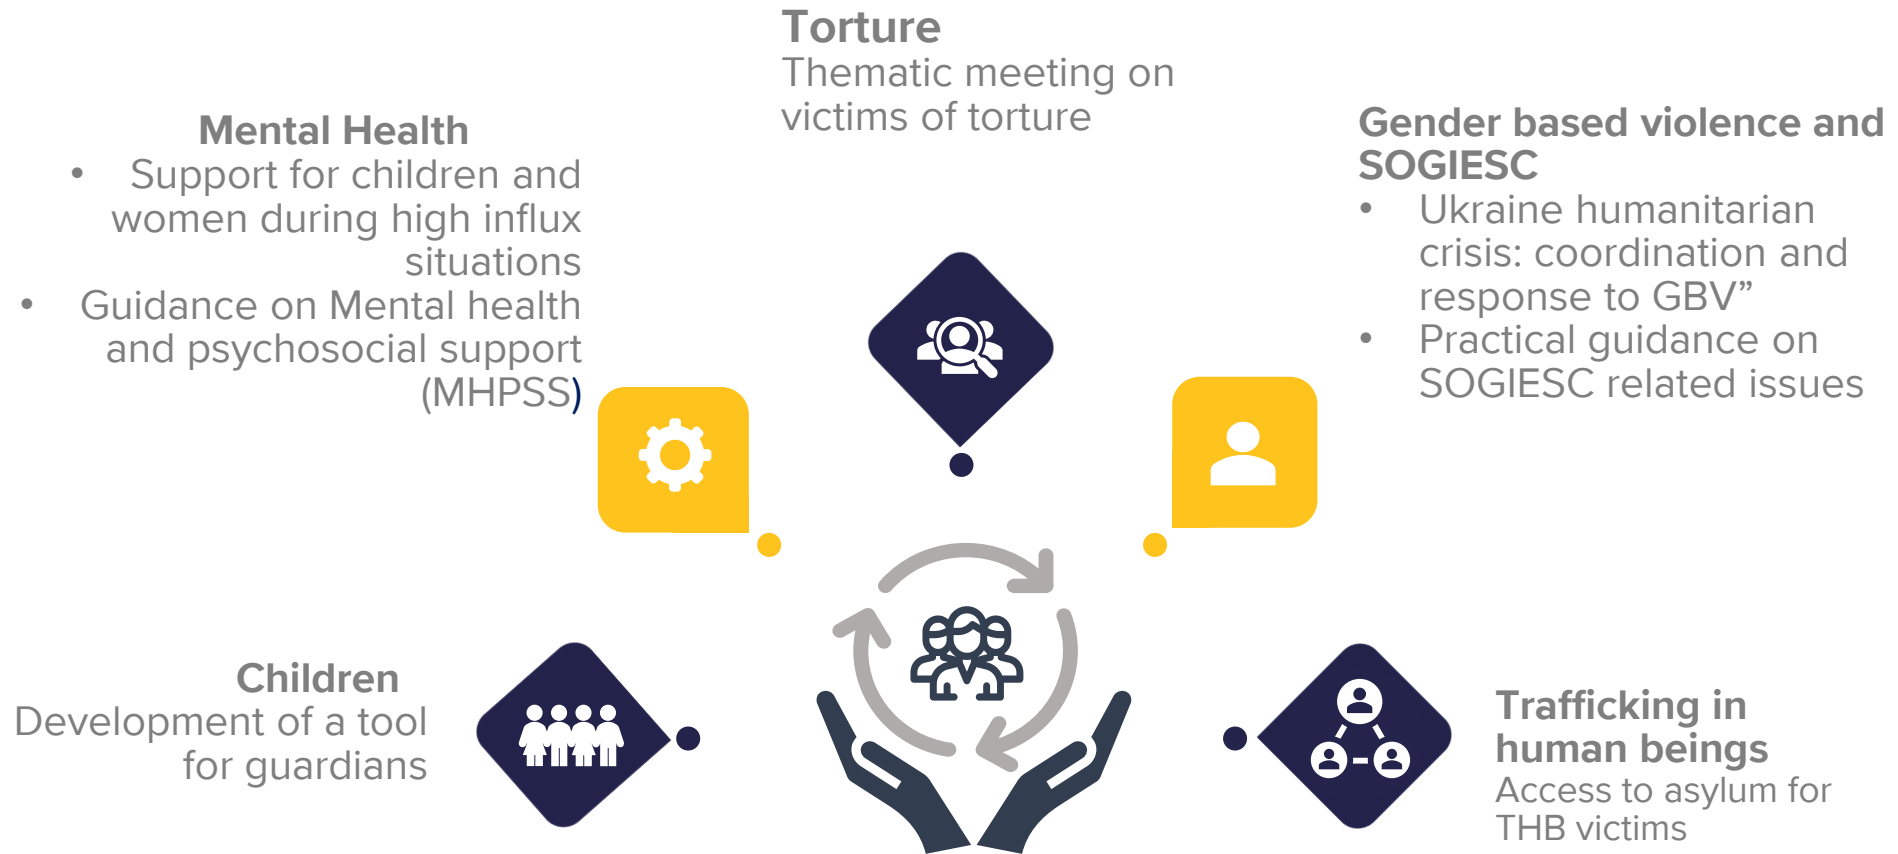 Torture
Thematic meeting on
victims of torture
Mental Health
• Support for children and
women during high influx
situations
• Guidance on Mental health
and psychosocial support
(MHPSS)
Gender based violence and
SOGIESC
• Ukraine humanitarian
crisis: coordination and
response to GBV”
• Practical guidance on
SOGIESC related issues
Children
Development of a tool
for guardians
Trafficking in
human beings
Access to asylum for
THB victims